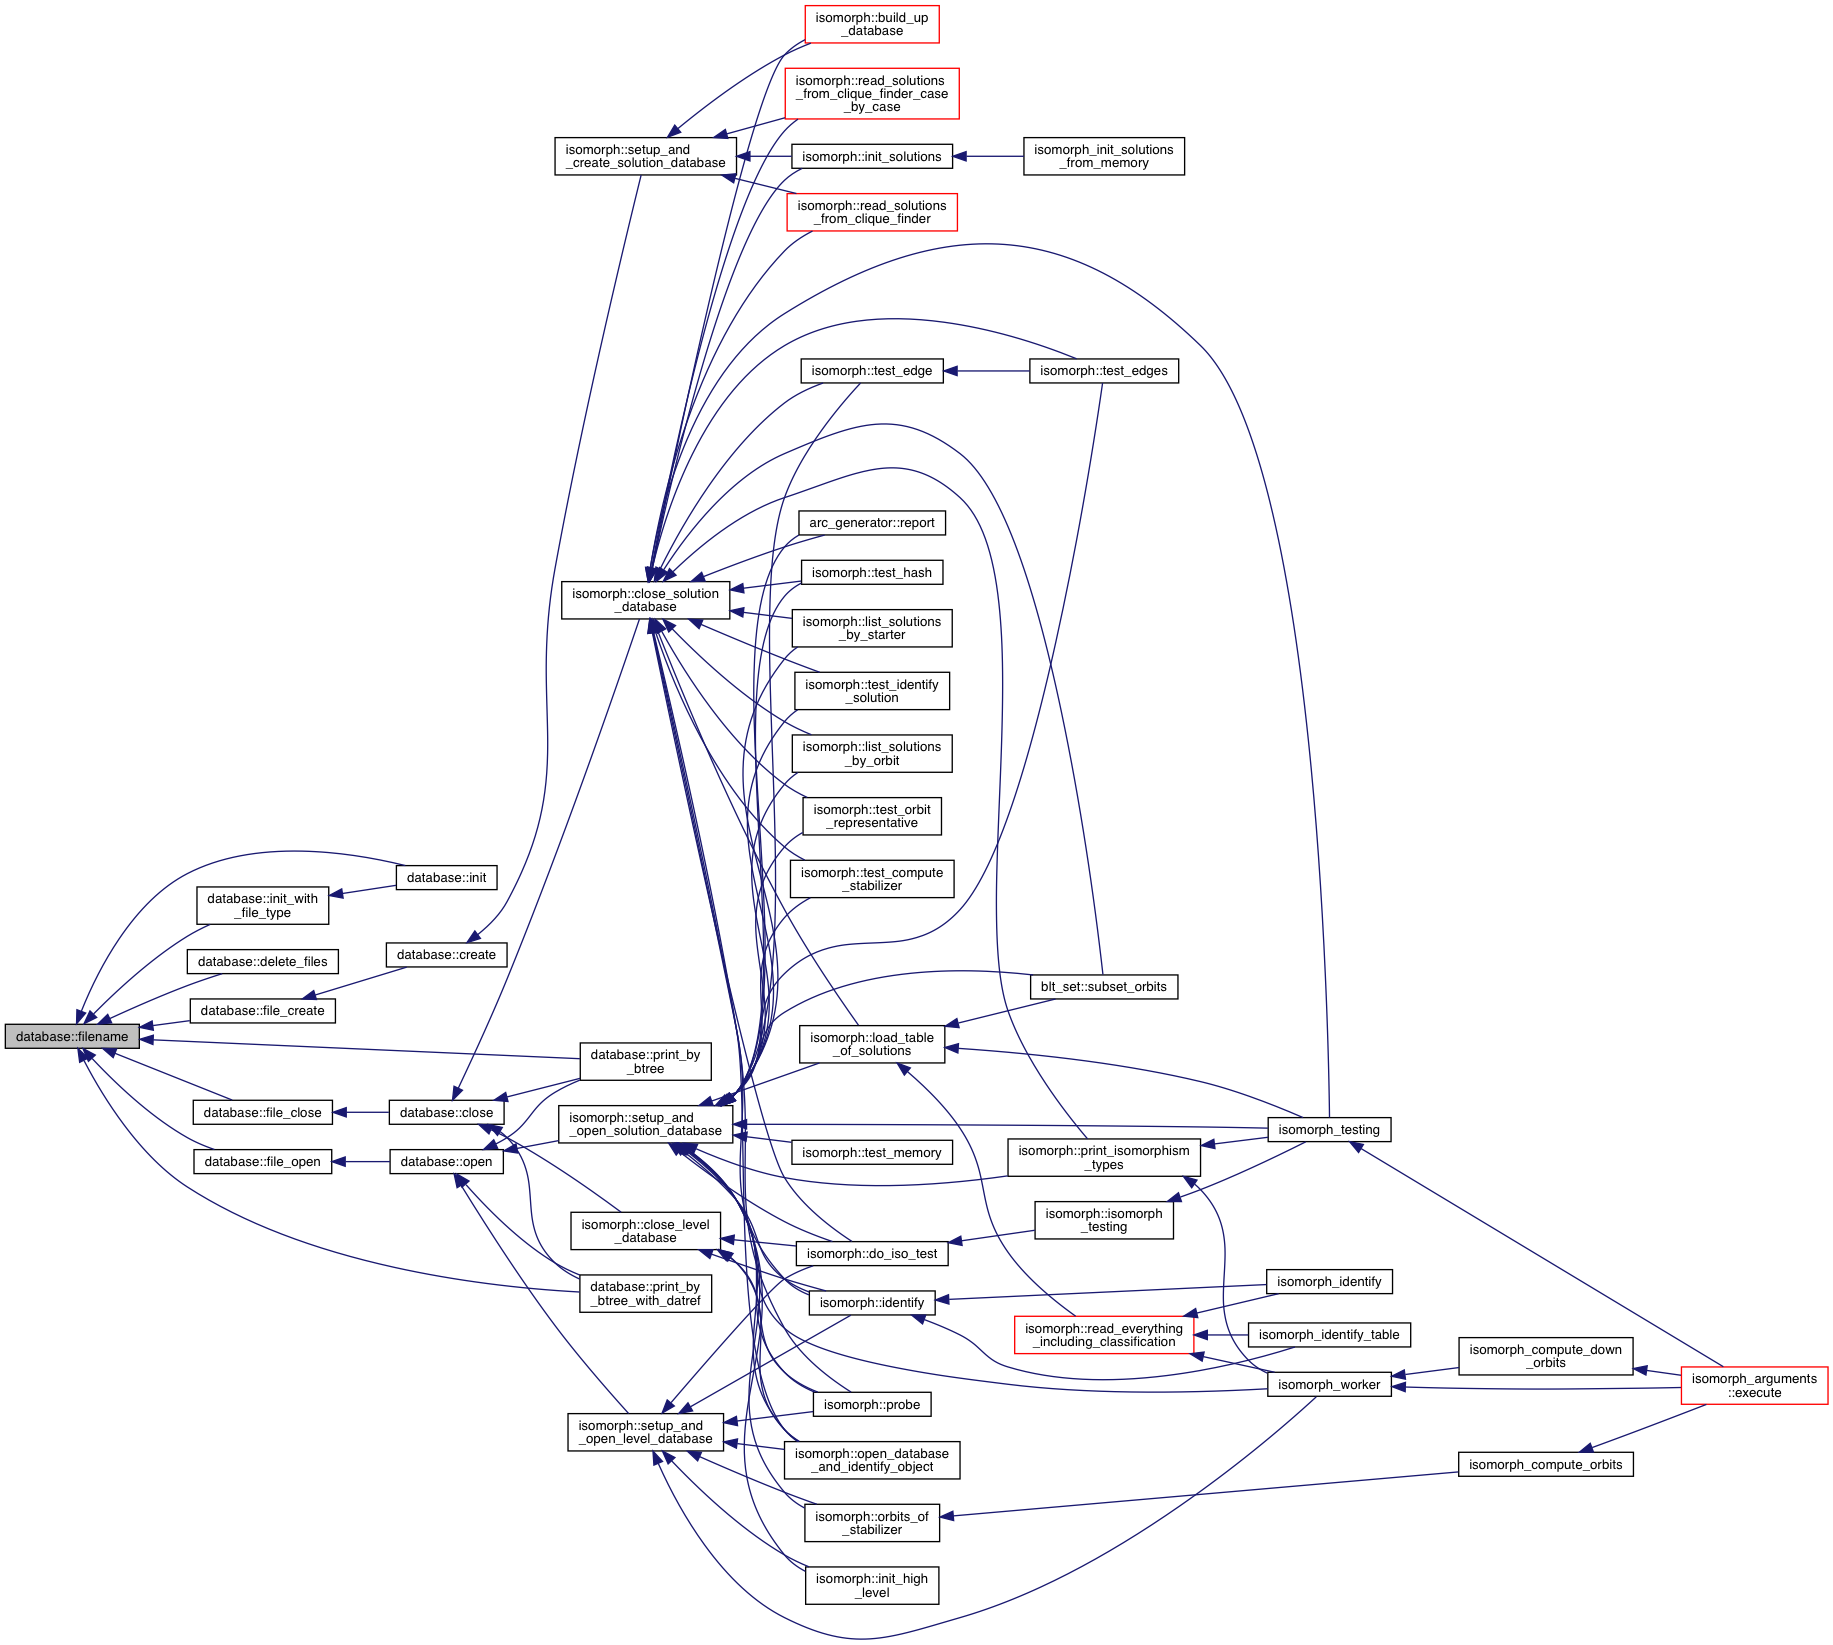 isomorph::build_up
_database
isomorph::read_solutions
_from_clique_finder_case
_by_case
isomorph::setup_and
_create_solution_database
isomorph::init_solutions
isomorph_init_solutions
_from_memory
isomorph::read_solutions
_from_clique_finder
isomorph::test_edge
isomorph::test_edges
arc_generator::report
isomorph::test_hash
isomorph::close_solution
_database
isomorph::list_solutions
_by_starter
isomorph::test_identify
_solution
isomorph::list_solutions
_by_orbit
isomorph::test_orbit
_representative
isomorph::test_compute
_stabilizer
database::init
database::init_with
_file_type
database::create
database::delete_files
blt_set::subset_orbits
database::file_create
database::filename
isomorph::load_table
_of_solutions
database::print_by
_btree
database::file_close
database::close
isomorph::setup_and
_open_solution_database
isomorph_testing
isomorph::test_memory
isomorph::print_isomorphism
_types
database::file_open
database::open
isomorph::isomorph
_testing
isomorph::close_level
_database
isomorph::do_iso_test
database::print_by
_btree_with_datref
isomorph::identify
isomorph_identify
isomorph::read_everything
_including_classification
isomorph_identify_table
isomorph_compute_down
_orbits
isomorph_worker
isomorph_arguments
::execute
isomorph::probe
isomorph::setup_and
_open_level_database
isomorph::open_database
_and_identify_object
isomorph_compute_orbits
isomorph::orbits_of
_stabilizer
isomorph::init_high
_level